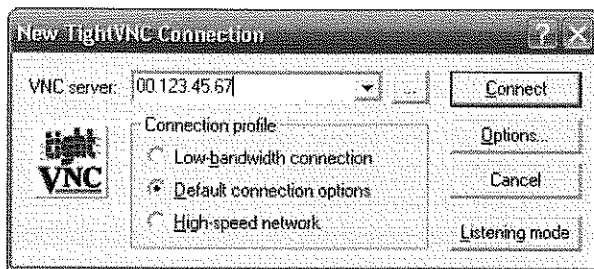 New TightVNC Connection
VNC server: 00.123.45.67 ... Connect
Connection profile
Low-bandwidth connection
Default connection options
High-speed network
tight
VNC
Options...
Cancel
Listening mode